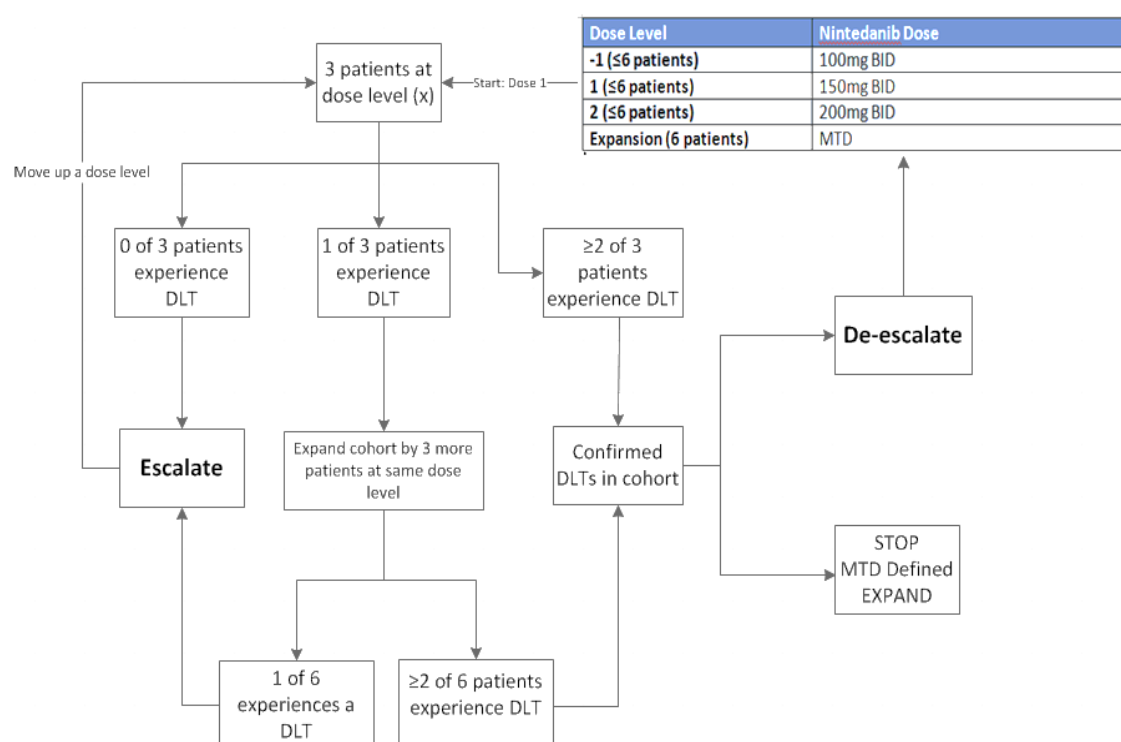 Dose Level Nintedanib Dose
-1 (≤6 patients) 100mg BID
1 (≤6 patients) 150mg BID
2 (≤6 patients) 200mg BID
Expansion (6 patients) MTD
3 patients at
dose level (x)
Start: Dose 1
Move up a dose level
0 of 3 patients
experience
DLT
1 of 3 patients
experience
DLT
≥2 of 3
patients
experience DLT
De-escalate
Escalate
Expand cohort by 3 more
patients at same dose
level
Confirmed
DLTs in cohort
STOP
MTD Defined
EXPAND
1 of 6
experiences a
DLT
≥2 of 6 patients
experience DLT